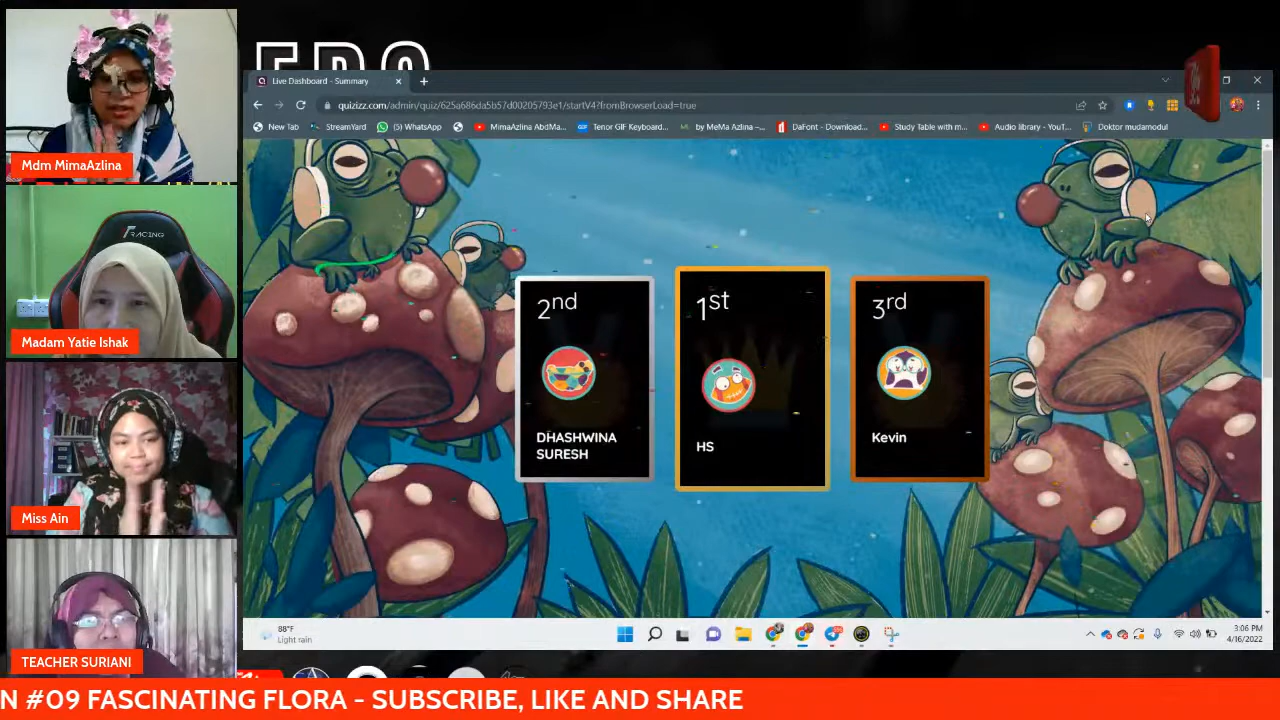 Mdm MimaAzlina
RACING
Madam Yatie Ishak
Miss Ain
TEACHER SURIANI
Live Dashboard - Summary
quizizz.com/admin/quiz/625a686da5b57d00205793e1/startV4?fromBrowserLoad=true
New Tab
StreamYard
(5) WhatsApp
MimaAzlina AbdMa...
Tenor GIF Keyboard...
by MeMa Azlina –...
DaFont - Download...
Study Table with m...
Audio library - YouT...
Doktor mudamodul
2nd
DHASHWINA
SURESH
1st
HS
3rd
Kevin
88°F
Light rain
3:06 PM
4/16/2022
N #09 FASCINATING FLORA - SUBSCRIBE, LIKE AND SHARE